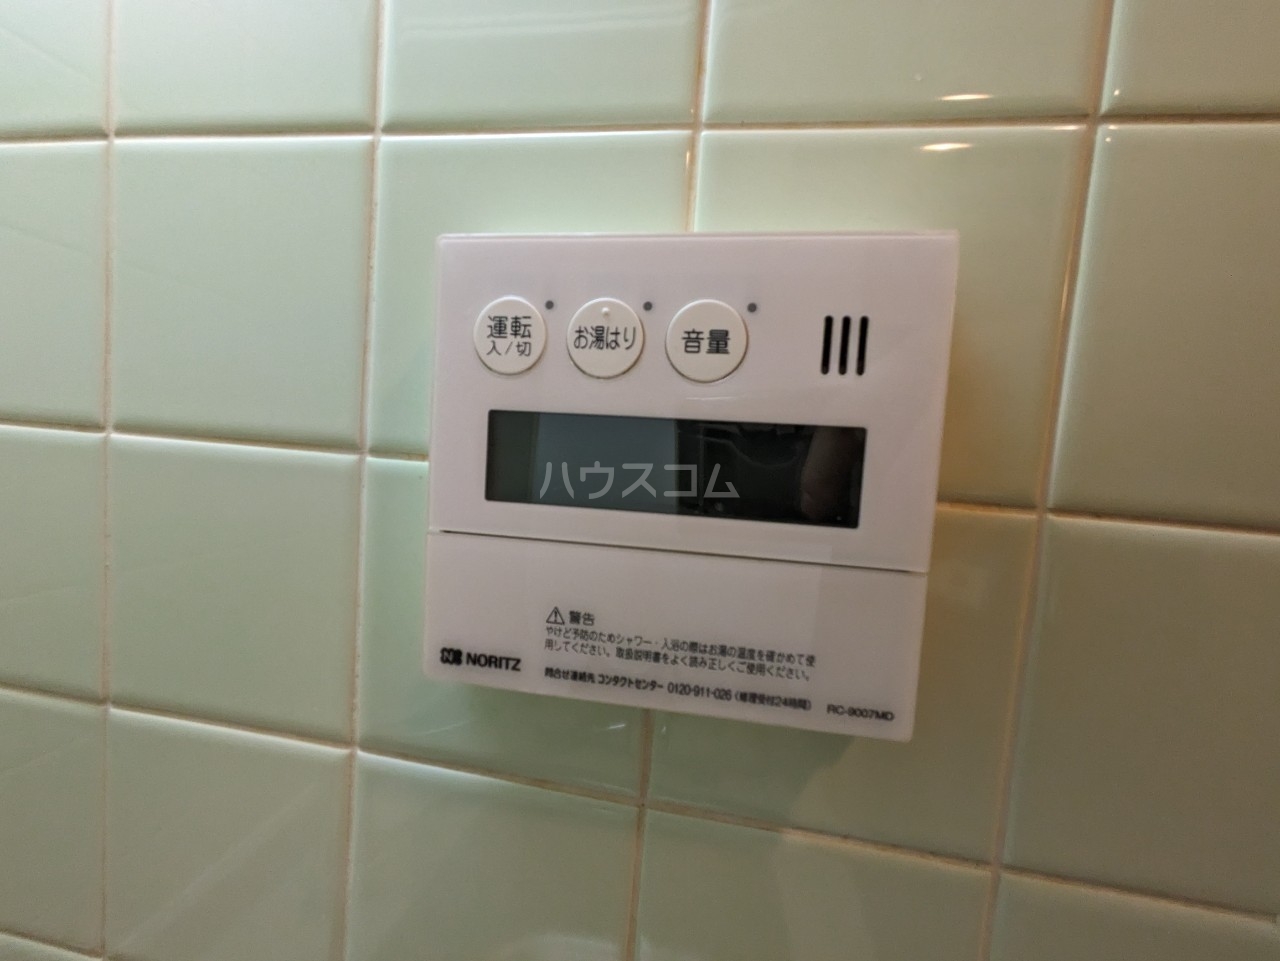 運転
入/切
お湯はり
音量
ハウスコム
⚠警告
やけど予防のためシャワー・入浴の際はお湯の温度を確かめて使
用してください。取扱説明書をよく読み正しくご使用ください。
NORITZ
問合せ連絡先 コンタクトセンター 0120-911-026 (修理受付24時間)
RC-9007MD